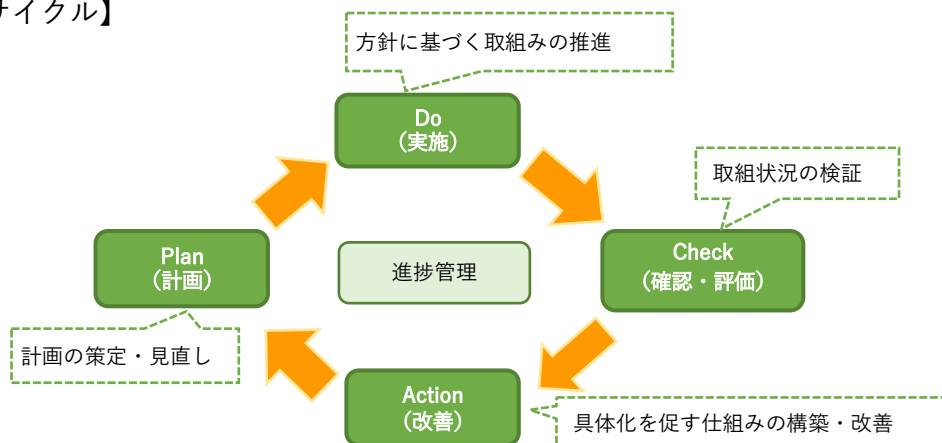 サイクル】
方針に基づく取組みの推進
Do
（実施）
取組状況の検証
Plan
（計画）
進捗管理
Check
（確認・評価）
計画の策定・見直し
Action
（改善）
具体化を促す仕組みの構築・改善